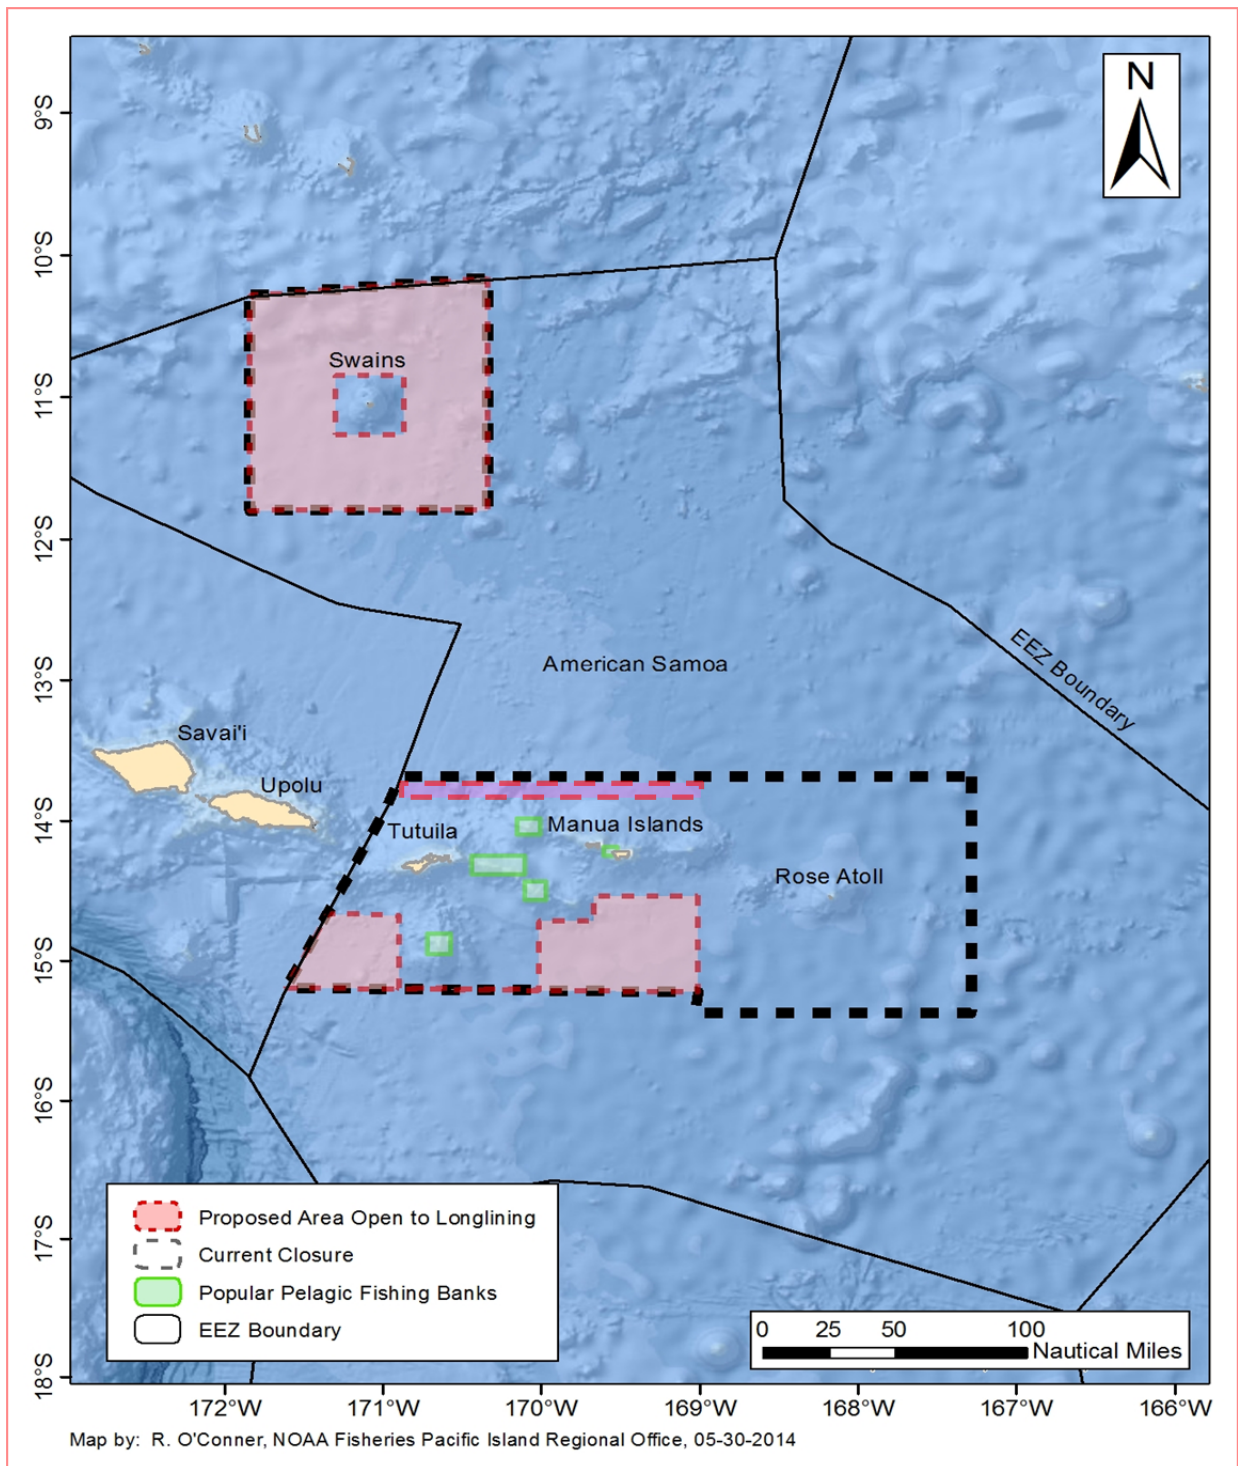 N
9°S
10°S
11°S
12°S
13°S
14°S
15°S
16°S
17°S
18°S
Swains
EEZ Boundary
American Samoa
Savai'i
Upolu
Tutuila
Manua Islands
Rose Atoll
Proposed Area Open to Longlining
Current Closure
Popular Pelagic Fishing Banks
EEZ Boundary
0 25 50 100
Nautical Miles
172°W 171°W 170°W 169°W 168°W 167°W 166°W
Map by: R. O'Conner, NOAA Fisheries Pacific Island Regional Office, 05-30-2014